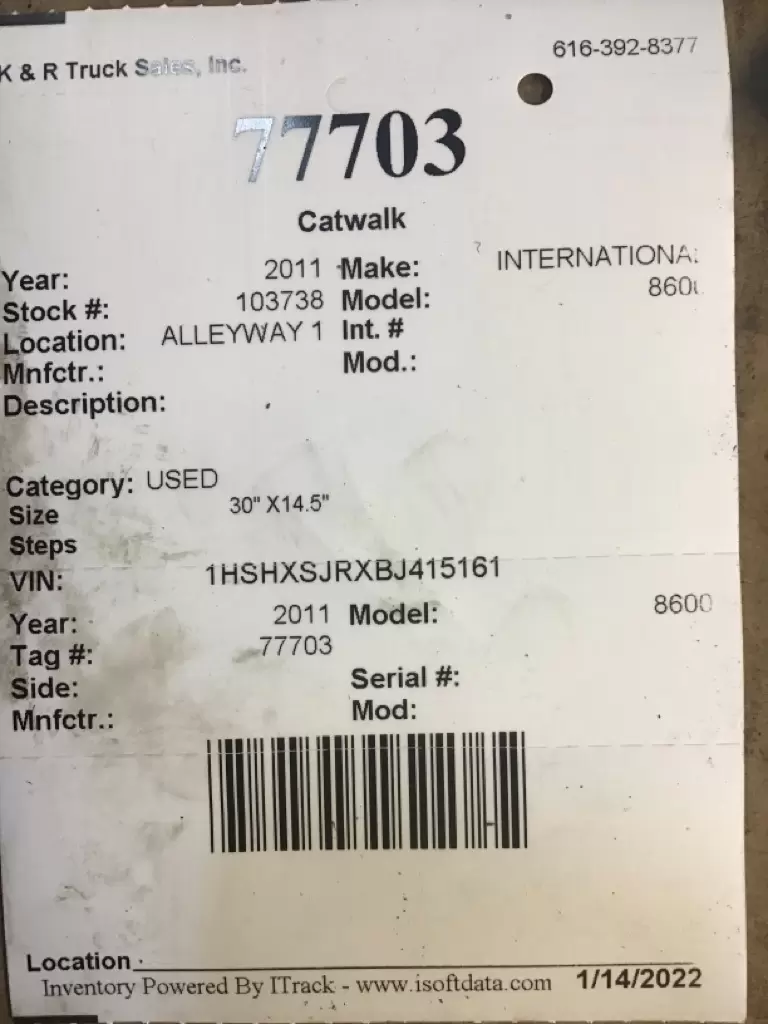 K & R Truck Sales, Inc. 616-392-8377
77703
Catwalk
Year: 2011 Make: INTERNATIONAL
Stock #: 103738 Model: 8600
Location: ALLEYWAY 1 Int. #
Mnfctr.: Mod.:
Description:
Category: USED
Size 30" X14.5"
Steps
VIN: 1HSHXSJRXBJ415161
Year: 2011 Model: 8600
Tag #: 77703
Side: Serial #:
Mnfctr.: Mod:
Location
Inventory Powered By ITrack - www.isoftdata.com 1/14/2022